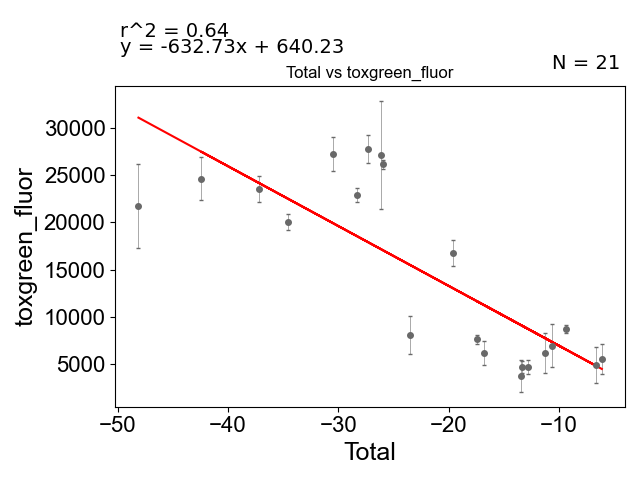 r^2 = 0.64
y = -632.73x + 640.23
N = 21
Total vs toxgreen_fluor
30000
25000
20000
15000
10000
5000
toxgreen_fluor
−50 −40 −30 −20 −10
Total